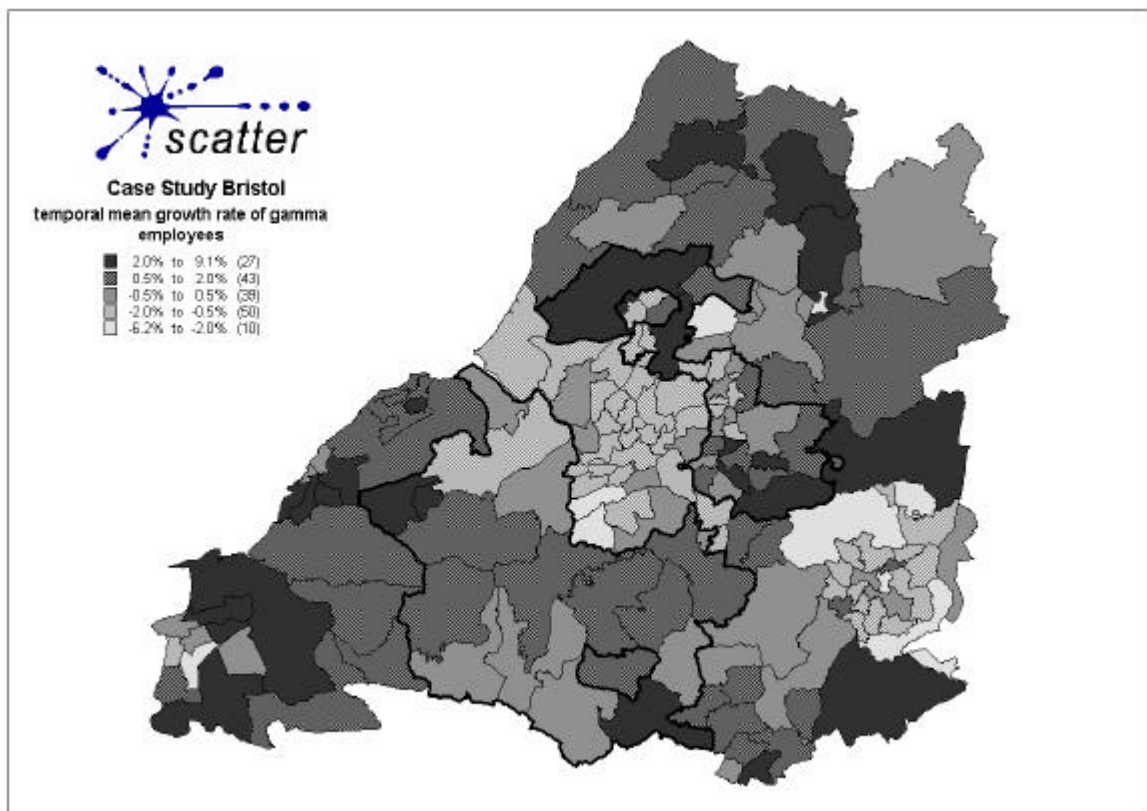 scatter
Case Study Bristol
temporal mean growth rate of gamma
employees
2.0% to 9.1% (27)
0.5% to 2.0% (43)
-0.5% to 0.5% (39)
-2.0% to -0.5% (50)
-6.2% to -2.0% (10)